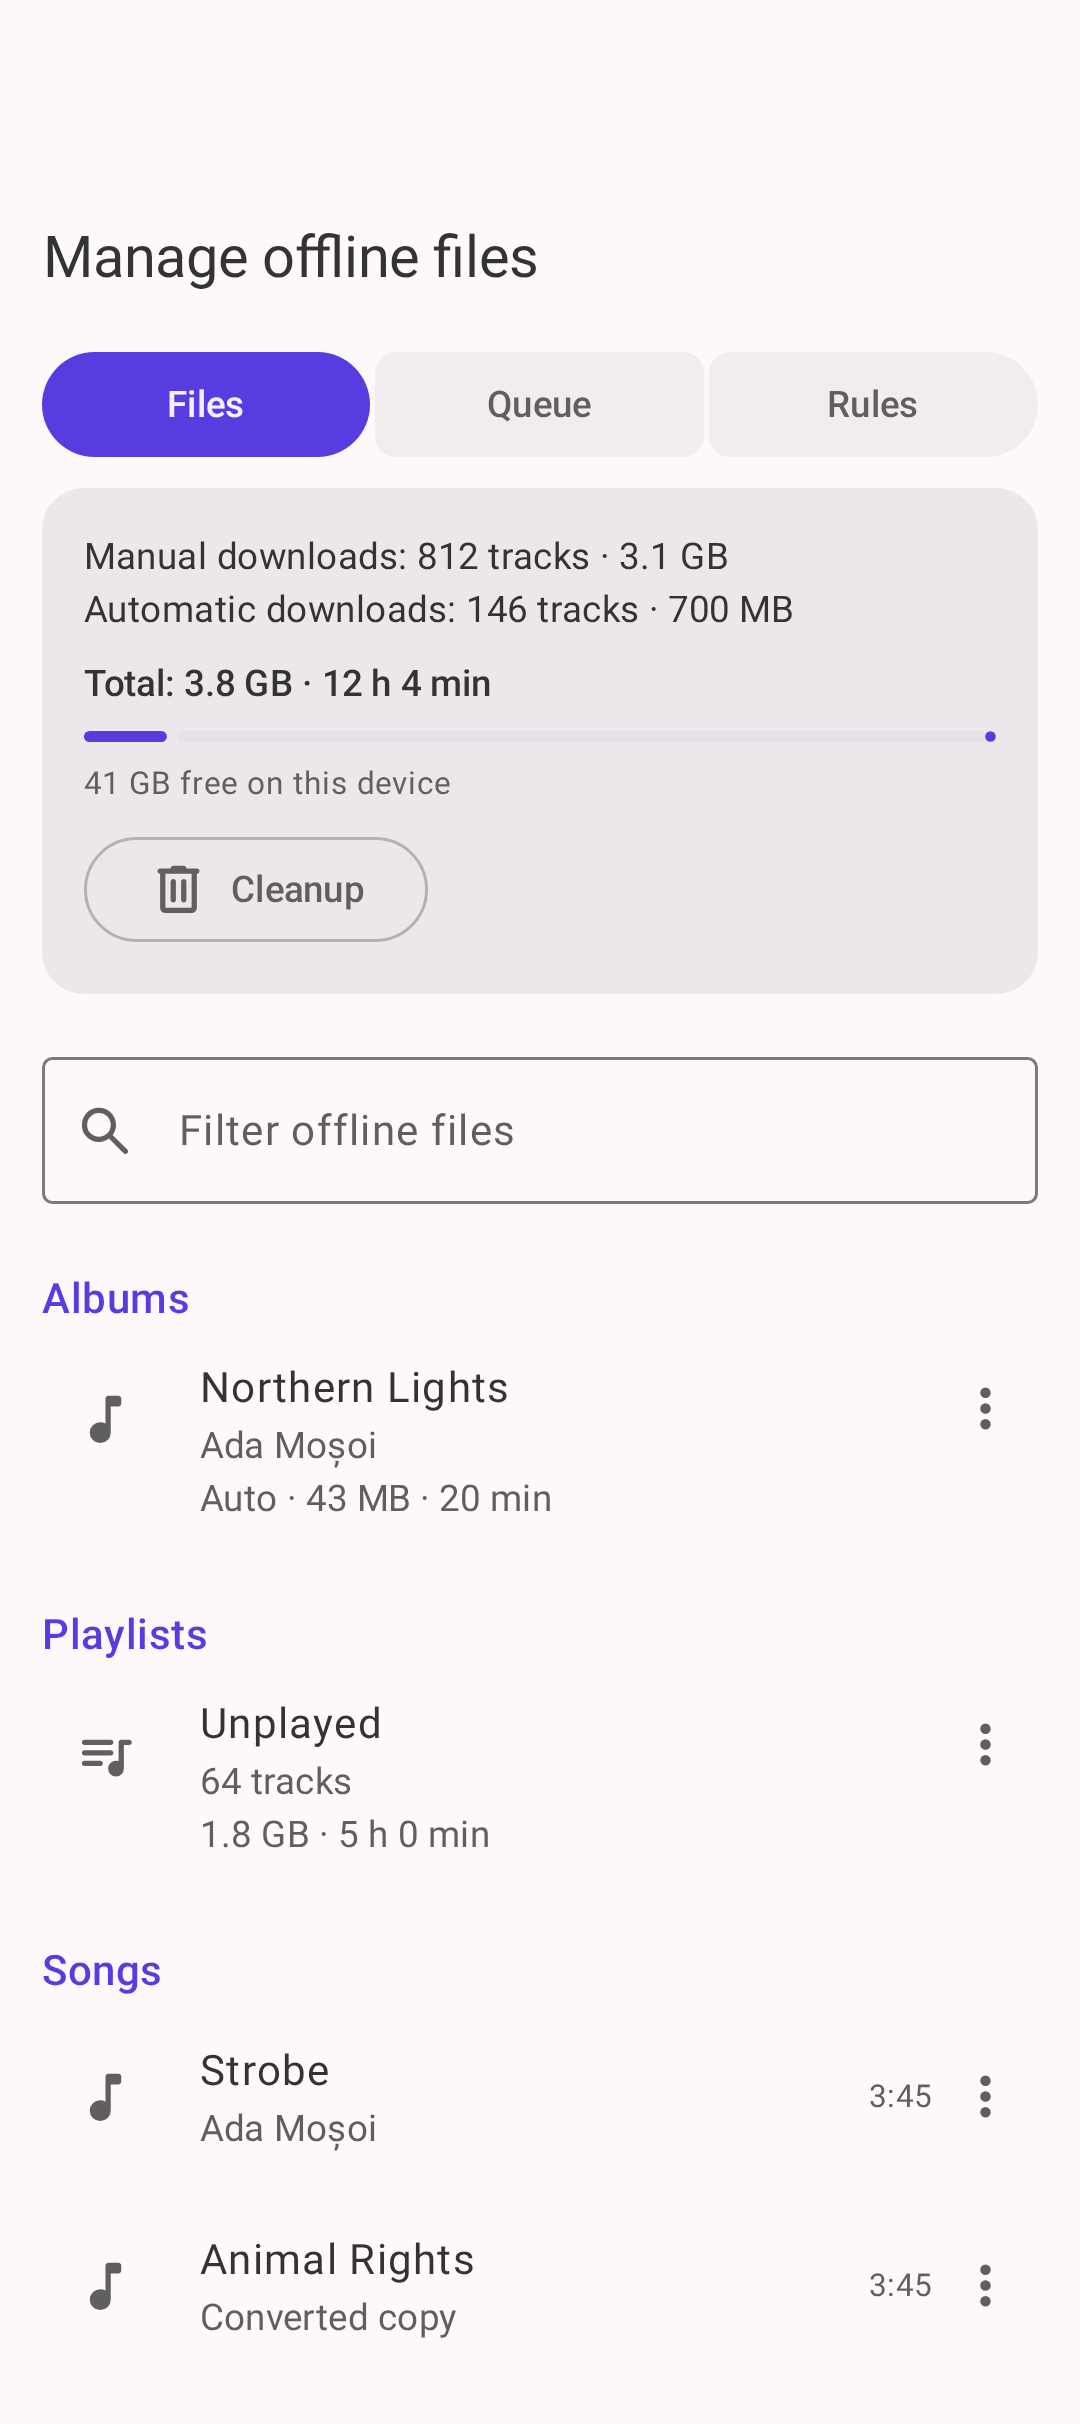 Manage offline files
Files
Queue
Rules
Manual downloads: 812 tracks · 3.1 GB
Automatic downloads: 146 tracks · 700 MB
Total: 3.8 GB · 12 h 4 min
41 GB free on this device
Cleanup
Filter offline files
Albums
Northern Lights
Ada Moșoi
Auto · 43 MB · 20 min
Playlists
Unplayed
64 tracks
1.8 GB · 5 h 0 min
Songs
Strobe
Ada Moșoi
3:45
Animal Rights
Converted copy
3:45